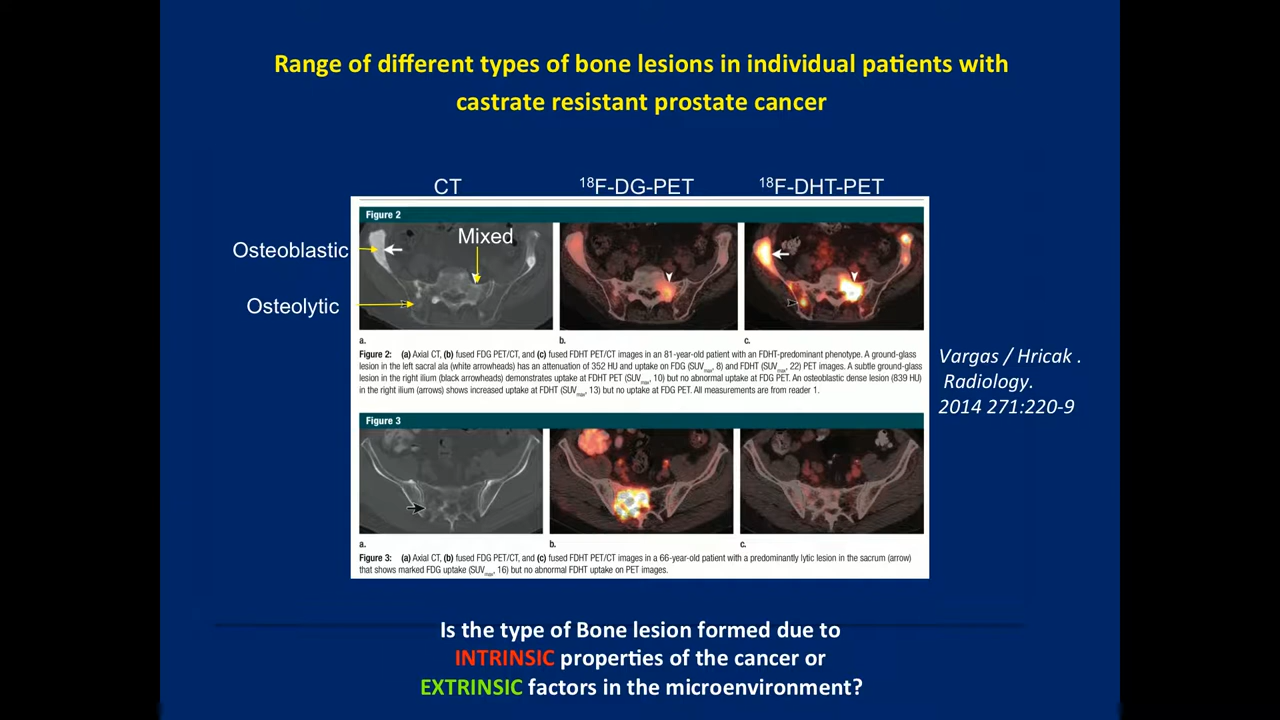 Range of different types of bone lesions in individual patients with
castrate resistant prostate cancer
CT
18F-DG-PET
18F-DHT-PET
Figure 2
Osteoblastic
Mixed
Osteolytic
a.
b.
c.
Figure 2: (a) Axial CT, (b) fused FDG PET/CT, and (c) fused FDHT PET/CT images in an 81-year-old patient with an FDHT-predominant phenotype. A ground-glass
lesion in the left sacral ala (white arrowheads) has an attenuation of 352 HU and uptake on FDG (SUVmax, 8) and FDHT (SUVmax, 22) PET images. A subtle ground-glass
lesion in the right ilium (black arrowheads) demonstrates uptake at FDHT PET (SUVmax, 10) but no abnormal uptake at FDG PET. An osteoblastic dense lesion (839 HU)
in the right ilium (arrows) shows increased uptake at FDHT (SUVmax, 13) but no uptake at FDG PET. All measurements are from reader 1.
Vargas / Hricak .
Radiology.
2014 271:220-9
Figure 3
a.
b.
c.
Figure 3: (a) Axial CT, (b) fused FDG PET/CT, and (c) fused FDHT PET/CT images in a 66-year-old patient with a predominantly lytic lesion in the sacrum (arrow)
that shows marked FDG uptake (SUVmax, 16) but no abnormal FDHT uptake on PET images.
Is the type of Bone lesion formed due to
INTRINSIC properties of the cancer or
EXTRINSIC factors in the microenvironment?